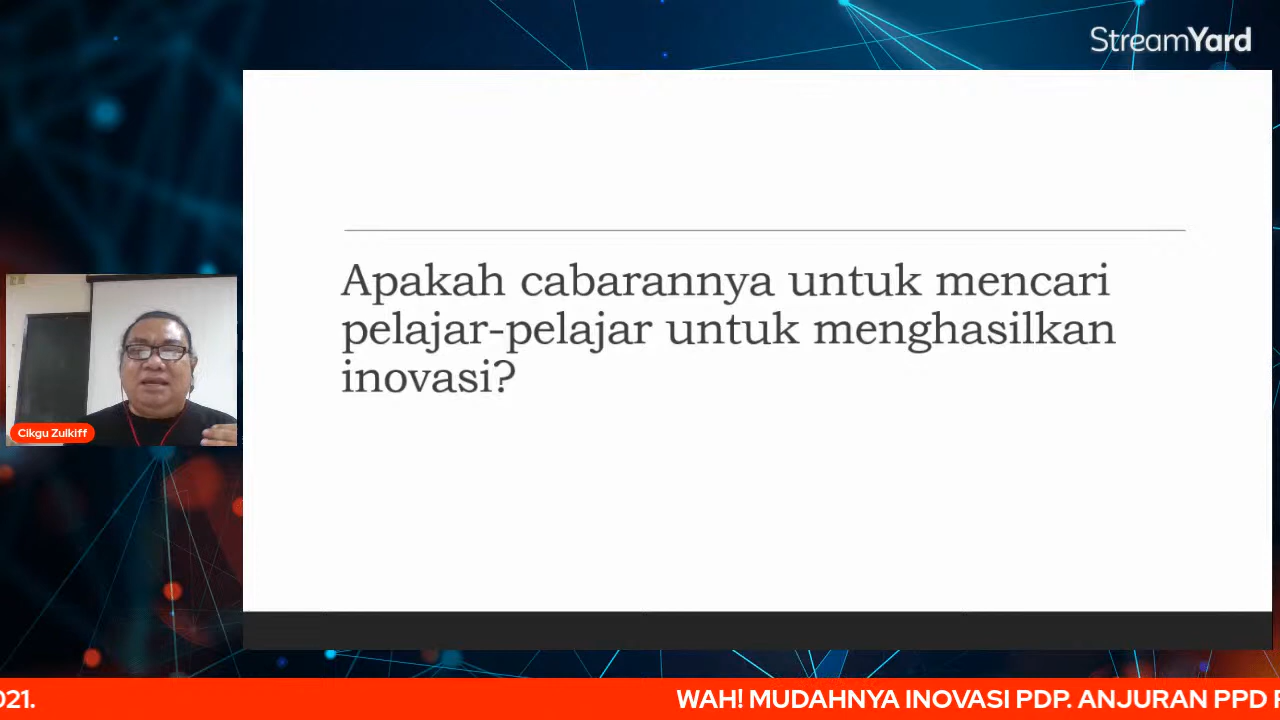 StreamYard
Apakah cabarannya untuk mencari
pelajar-pelajar untuk menghasilkan
inovasi?
Cikgu Zulkiff
021.
WAH! MUDAHNYA INOVASI PDP. ANJURAN PPD